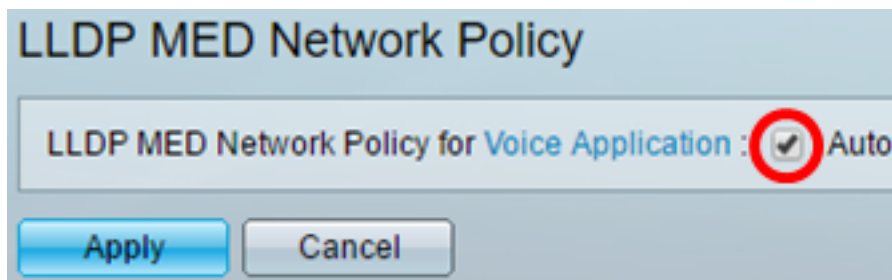 LLDP MED Network Policy
LLDP MED Network Policy for Voice Application : Auto
Apply Cancel